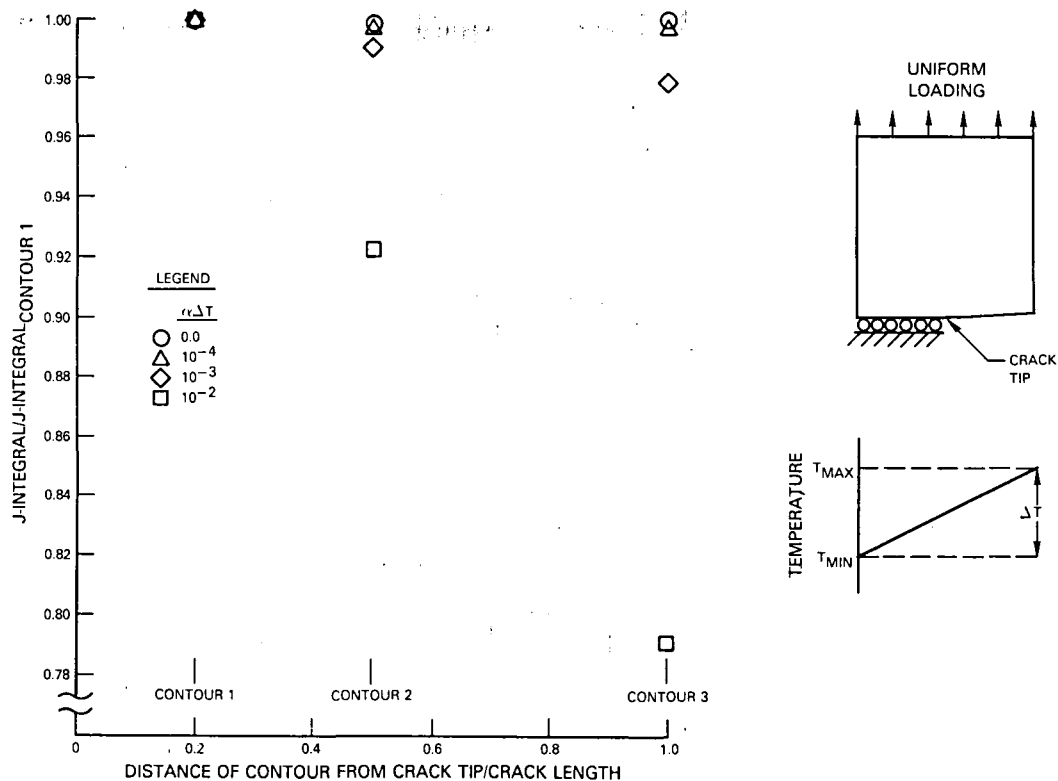 1.00
0.98
0.96
0.94
0.92
0.90
0.88
0.86
0.84
0.82
0.80
0.78
J-INTEGRAL/J-INTEGRAL CONTOUR 1
LEGEND
αΔT
0.0
10⁻⁴
10⁻³
10⁻²
CONTOUR 1
CONTOUR 2
CONTOUR 3
0
0.2
0.4
0.6
0.8
1.0
DISTANCE OF CONTOUR FROM CRACK TIP/CRACK LENGTH
UNIFORM
LOADING
CRACK
TIP
TEMPERATURE
TMAX
TMIN
ΔT